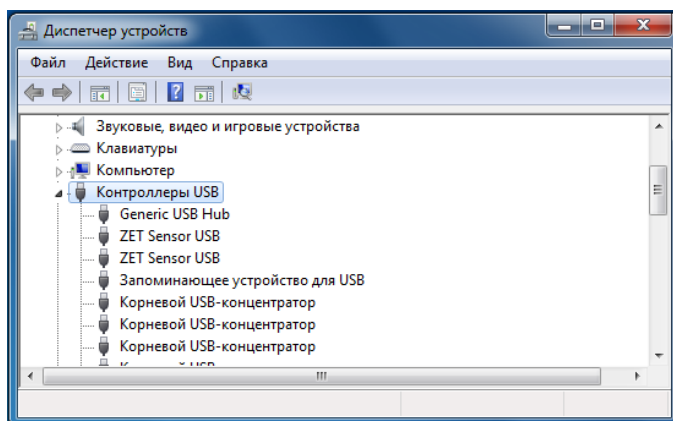 Диспетчер устройств
Файл Действие Вид Справка
Звуковые, видео и игровые устройства
Клавиатуры
Компьютер
Контроллеры USB
Generic USB Hub
ZET Sensor USB
ZET Sensor USB
Запоминающее устройство для USB
Корневой USB-концентратор
Корневой USB-концентратор
Корневой USB-концентратор